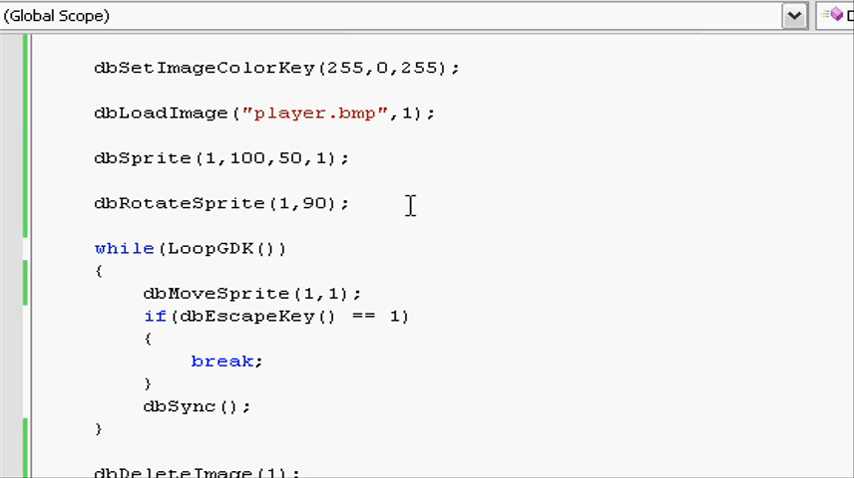 (Global Scope)
dbSetImageColorKey(255,0,255);
dbLoadImage("player.bmp",1);
dbSprite(1,100,50,1);
dbRotateSprite(1,90);
while(LoopGDK())
{
dbMoveSprite(1,1);
if(dbEscapeKey() == 1)
{
break;
}
dbSync();
}
dbDeleteImage(1);